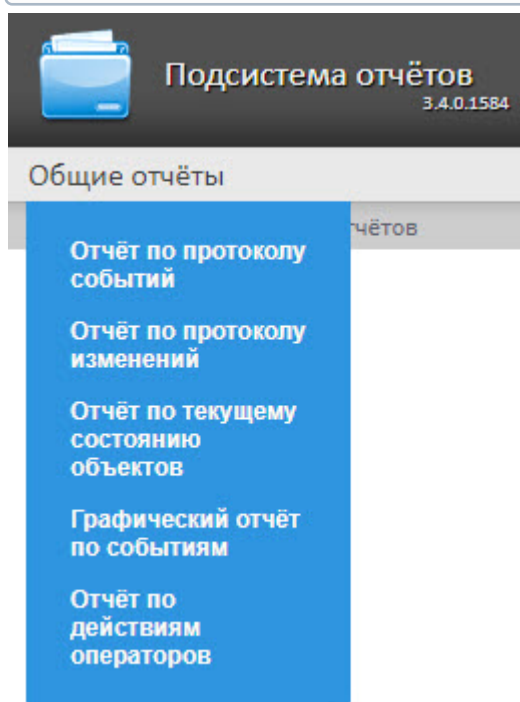 Подсистема отчётов
3.4.0.1584
Общие отчёты
Отчёт по протоколу
событий
Отчёт по протоколу
изменений
Отчёт по текущему
состоянию
объектов
Графический отчёт
по событиям
Отчёт по
действиям
операторов